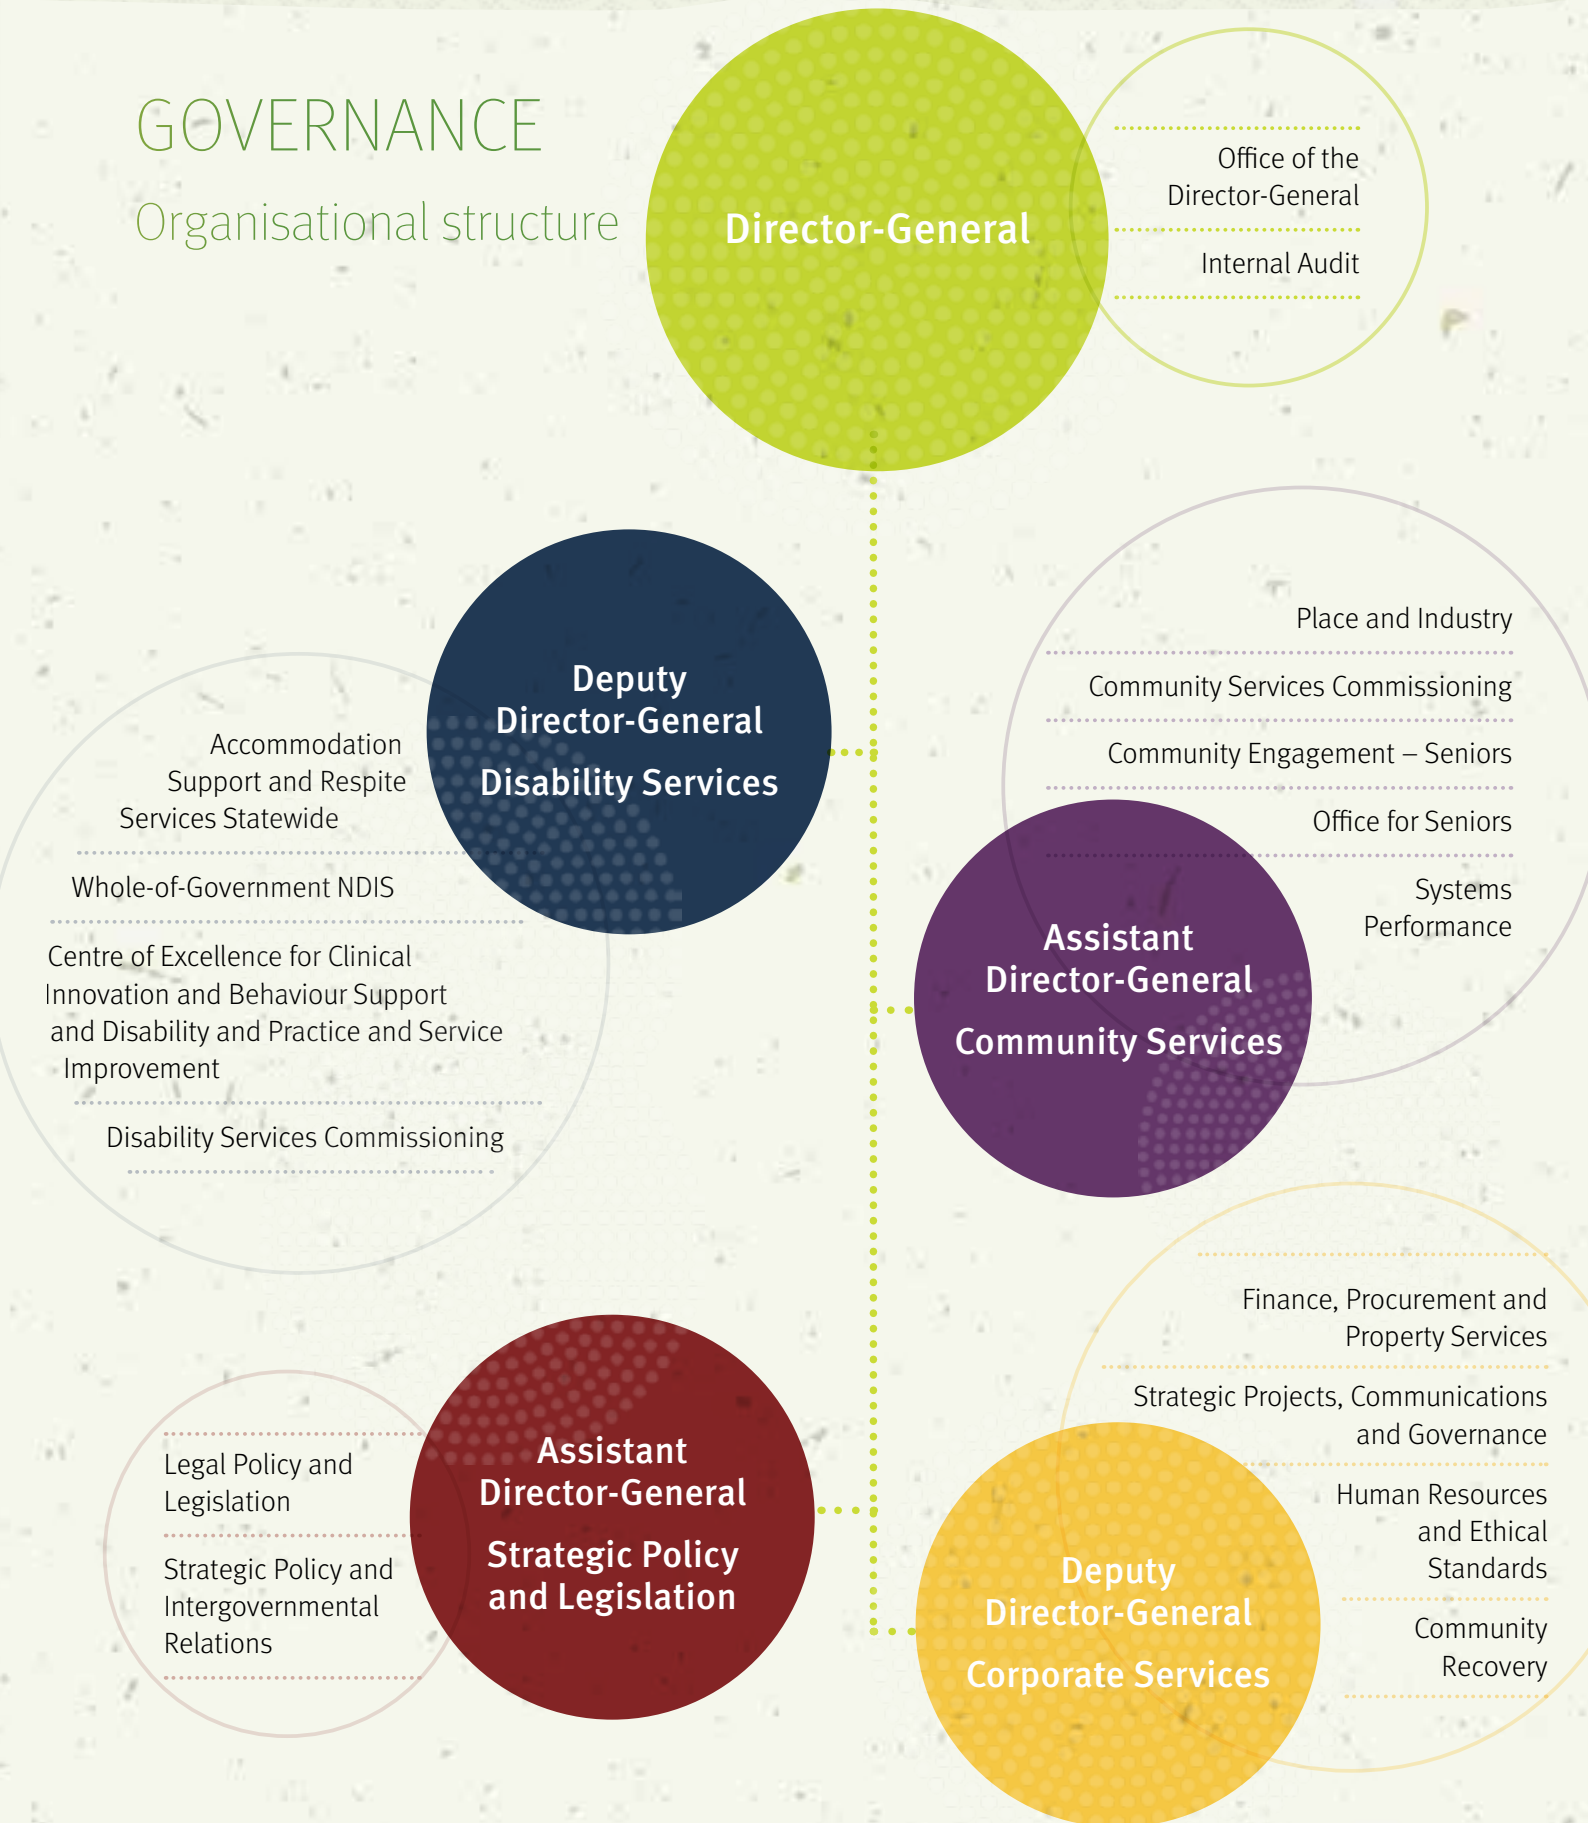 GOVERNANCE
Organisational structure
Director-General
Office of the
Director-General
Internal Audit
Deputy
Director-General
Disability Services
Accommodation
Support and Respite
Services Statewide
Whole-of-Government NDIS
Centre of Excellence for Clinical
Innovation and Behaviour Support
and Disability and Practice and Service
Improvement
Disability Services Commissioning
Place and Industry
Community Services Commissioning
Community Engagement – Seniors
Office for Seniors
Systems
Performance
Assistant
Director-General
Community Services
Legal Policy and
Legislation
Strategic Policy and
Intergovernmental
Relations
Assistant
Director-General
Strategic Policy
and Legislation
Finance, Procurement and
Property Services
Strategic Projects, Communications
and Governance
Human Resources
and Ethical
Standards
Community
Recovery
Deputy
Director-General
Corporate Services